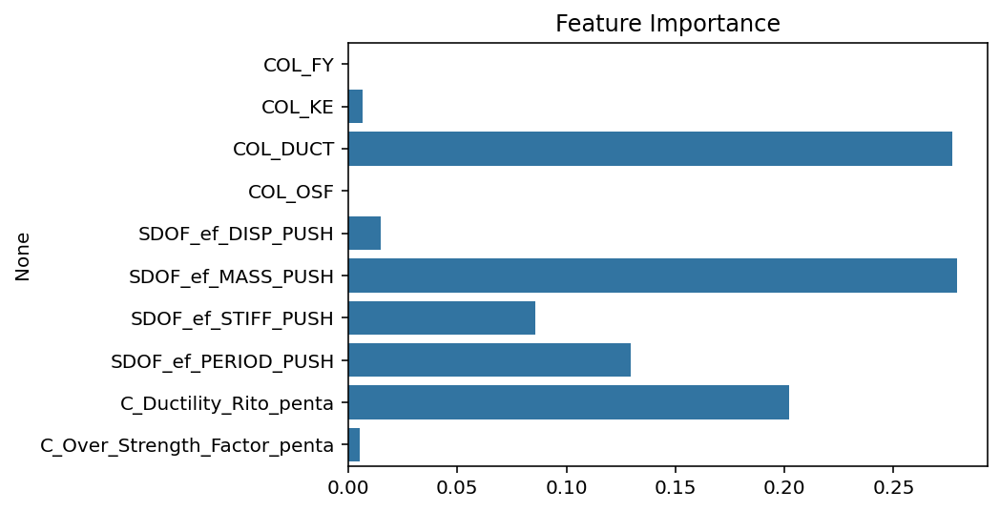 Feature Importance
COL_FY
COL_KE
COL_DUCT
COL_OSF
SDOF_ef_DISP_PUSH
SDOF_ef_MASS_PUSH
SDOF_ef_STIFF_PUSH
SDOF_ef_PERIOD_PUSH
C_Ductility_Rito_penta
C_Over_Strength_Factor_penta
None
0.00 0.05 0.10 0.15 0.20 0.25